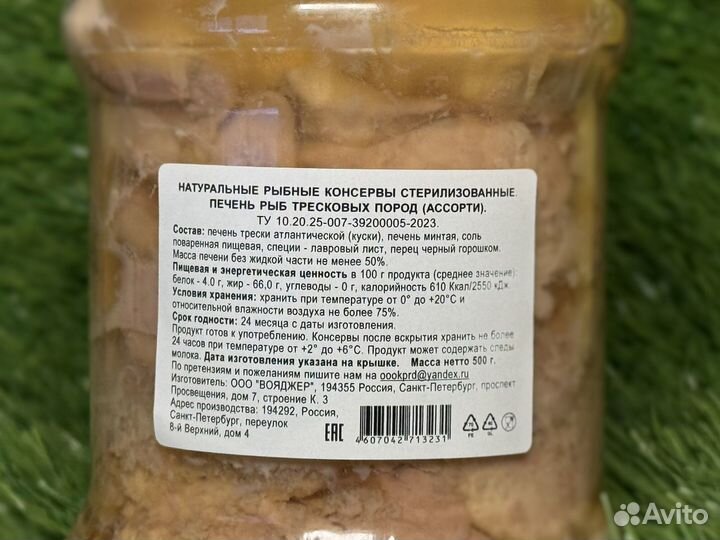 НАТУРАЛЬНЫЕ РЫБНЫЕ КОНСЕРВЫ СТЕРИЛИЗОВАННЫЕ.
ПЕЧЕНЬ РЫБ ТРЕСКОВЫХ ПОРОД (АССОРТИ).
ТУ 10.20.25-007-39200005-2023.
Состав: печень трески атлантической (куски), печень минтая, соль
поваренная пищевая, специи - лавровый лист, перец черный горошком.
Масса печени без жидкой части не менее 50%.
Пищевая и энергетическая ценность в 100 г продукта (среднее значение):
белок - 4.0 г, жир - 66,0 г, углеводы - 0 г, калорийность 610 Ккал/2550 кДж.
Условия хранения: хранить при температуре от 0° до +20°С и
относительной влажности воздуха не более 75%.
Срок годности: 24 месяца с даты изготовления.
Продукт готов к употреблению. Консервы после вскрытия хранить не более
24 часов при температуре от +2° до +6°С. Продукт может содержать следы
молока. Дата изготовления указана на крышке. Масса нетто 500 г.
По претензиям и пожеланиям пишите нам на oookprd@yandex.ru
Изготовитель: ООО "ВОЯДЖЕР", 194355 Россия, Санкт-Петербург, проспект
Просвещения, дом 7, строение К. 3
Адрес производства: 194292, Россия,
Санкт-Петербург, переулок
8-й Верхний, дом 4
EAC
4607042713231
PE
GL
Avito